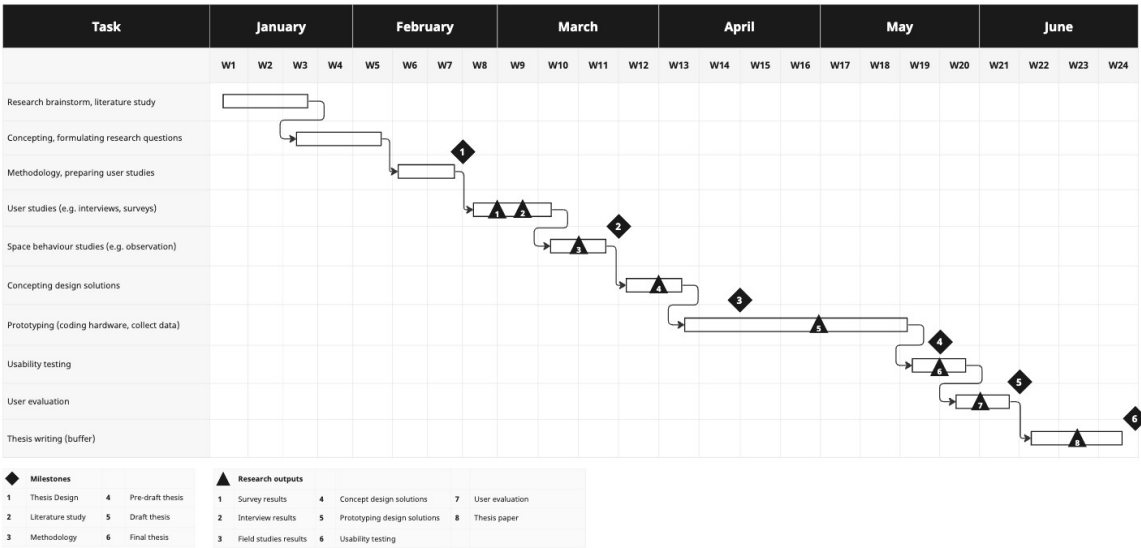 Task January February March April May June
W1 W2 W3 W4 W5 W6 W7 W8 W9 W10 W11 W12 W13 W14 W15 W16 W17 W18 W19 W20 W21 W22 W23 W24
Research brainstorm, literature study
Concepting, formulating research questions
1
Methodology, preparing user studies
User studies (e.g. interviews, surveys) 1 2
2
Space behaviour studies (e.g. observation) 3
Concepting design solutions 4
3
Prototyping (coding hardware, collect data) 5
4
Usability testing 6
5
User evaluation 7
6
Thesis writing (buffer) 8
Milestones
1 Thesis Design 4 Pre-draft thesis
2 Literature study 5 Draft thesis
3 Methodology 6 Final thesis
Research outputs
1 Survey results 4 Concept design solutions 7 User evaluation
2 Interview results 5 Prototyping design solutions 8 Thesis paper
3 Field studies results 6 Usability testing